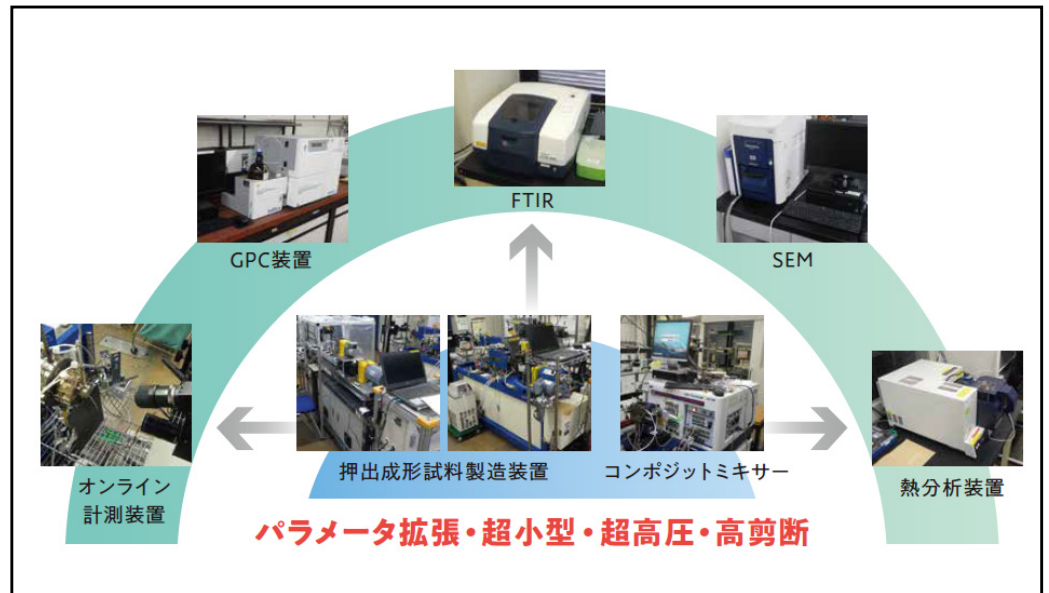 FTIR
GPC装置
SEM
オンライン
計測装置
押出成形試料製造装置
コンポジットミキサー
熱分析装置
パラメータ拡張・超小型・超高圧・高剪断